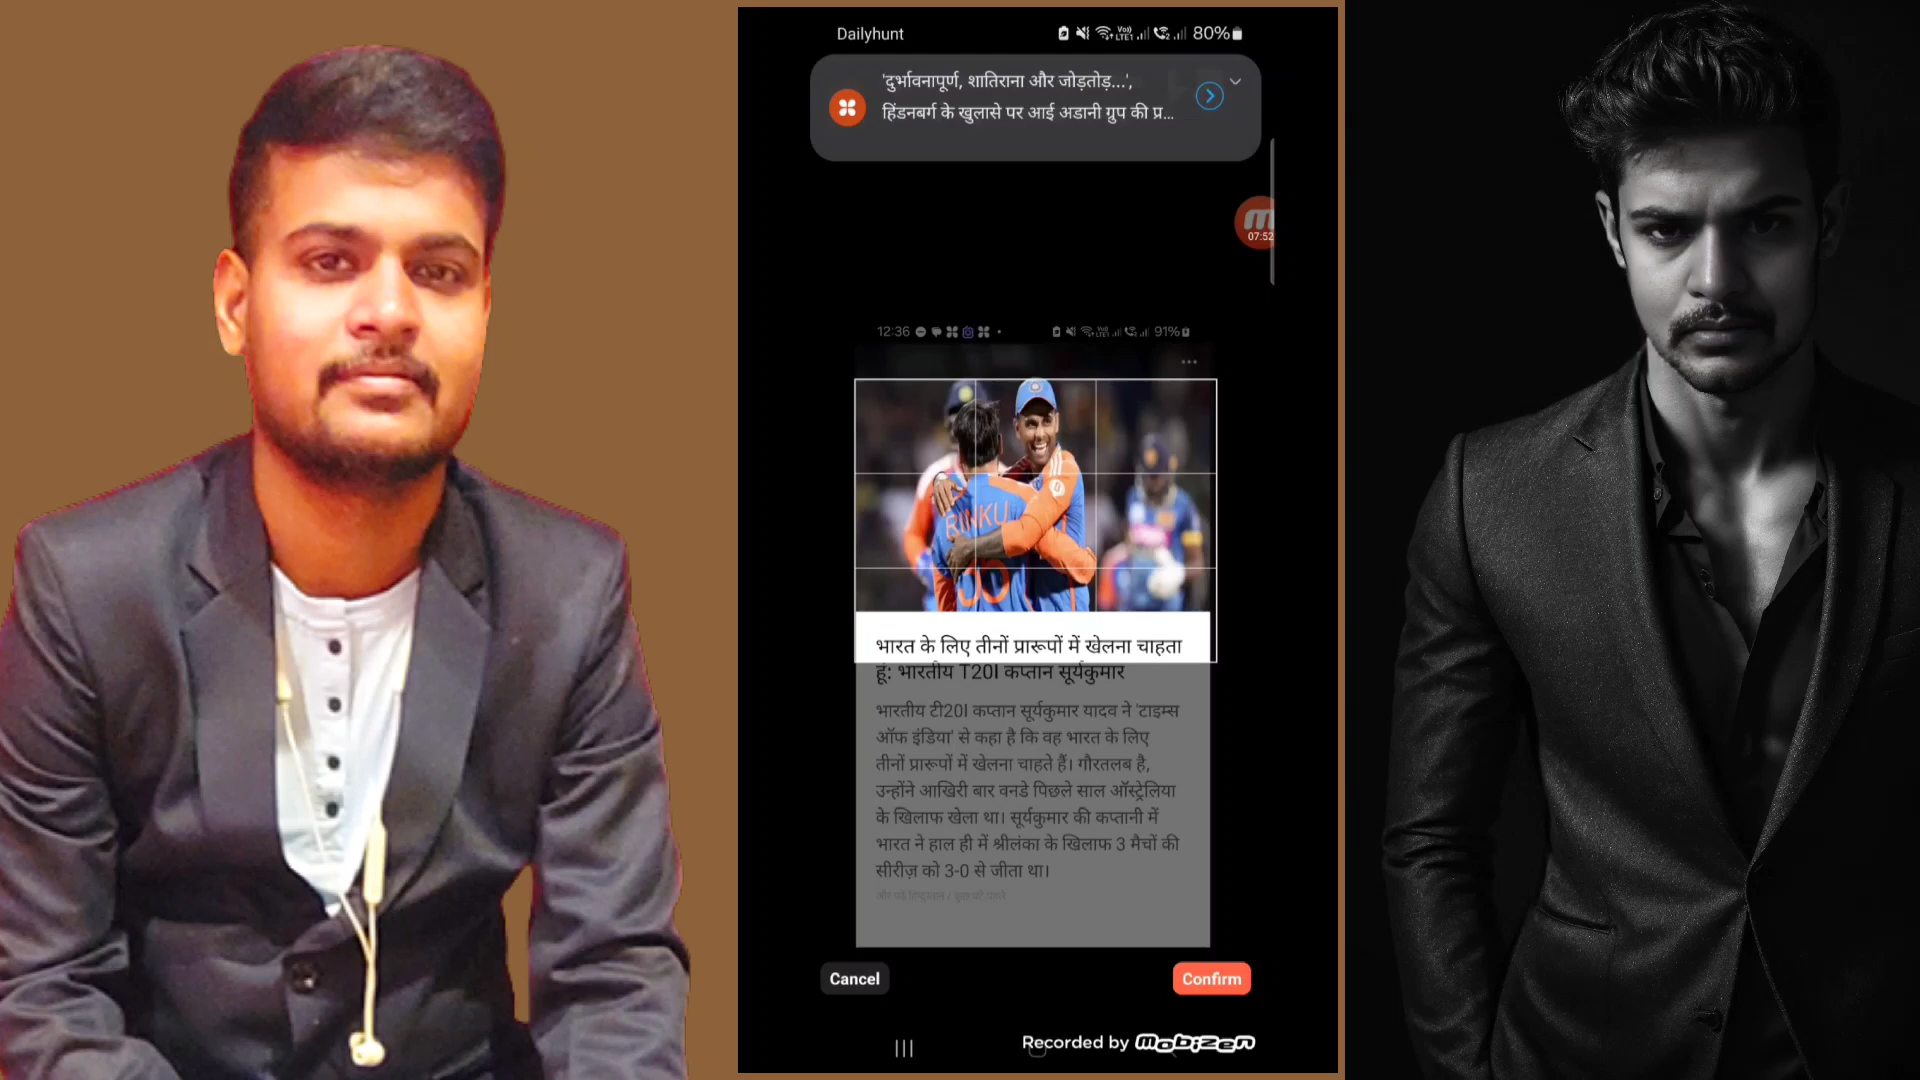 Dailyhunt
80%
'दुर्भावनापूर्ण, शातिराना और जोड़तोड़...',
हिंडनबर्ग के खुलासे पर आई अडानी ग्रुप की प्र...
07:52
12:36
91%
RINKU
भारत के लिए तीनों प्रारूपों में खेलना चाहता
हूं: भारतीय T20I कप्तान सूर्यकुमार
भारतीय टी20I कप्तान सूर्यकुमार यादव ने 'टाइम्स
ऑफ इंडिया' से कहा है कि वह भारत के लिए
तीनों प्रारूपों में खेलना चाहते हैं। गौरतलब है,
उन्होंने आखिरी बार वनडे पिछले साल ऑस्ट्रेलिया
के खिलाफ खेला था। सूर्यकुमार की कप्तानी में
भारत ने हाल ही में श्रीलंका के खिलाफ 3 मैचों की
सीरीज़ को 3-0 से जीता था।
Cancel
Confirm
Recorded by mobizen